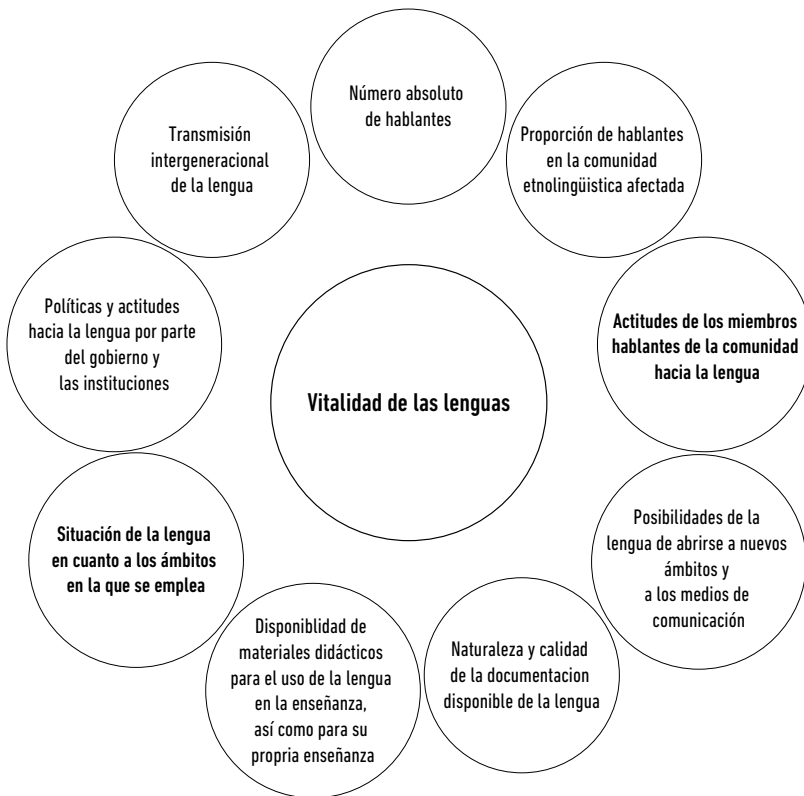 Número absoluto
de hablantes
Proporción de hablantes
en la comunidad
etnolingüistica afectada
Actitudes de los miembros
hablantes de la comunidad
hacia la lengua
Posibilidades de la
lengua de abrirse a nuevos
ámbitos y
a los medios de
comunicación
Naturaleza y calidad
de la documentacion
disponible de la lengua
Disponiblidad de
materiales didácticos
para el uso de la lengua
en la enseñanza,
así como para su
propria enseñanza
Situación de la lengua
en cuanto a los ámbitos
en la que se emplea
Políticas y actitudes
hacia la lengua por parte
del gobierno y
las instituciones
Transmisión
intergeneracional
de la lengua
Vitalidad de las lenguas